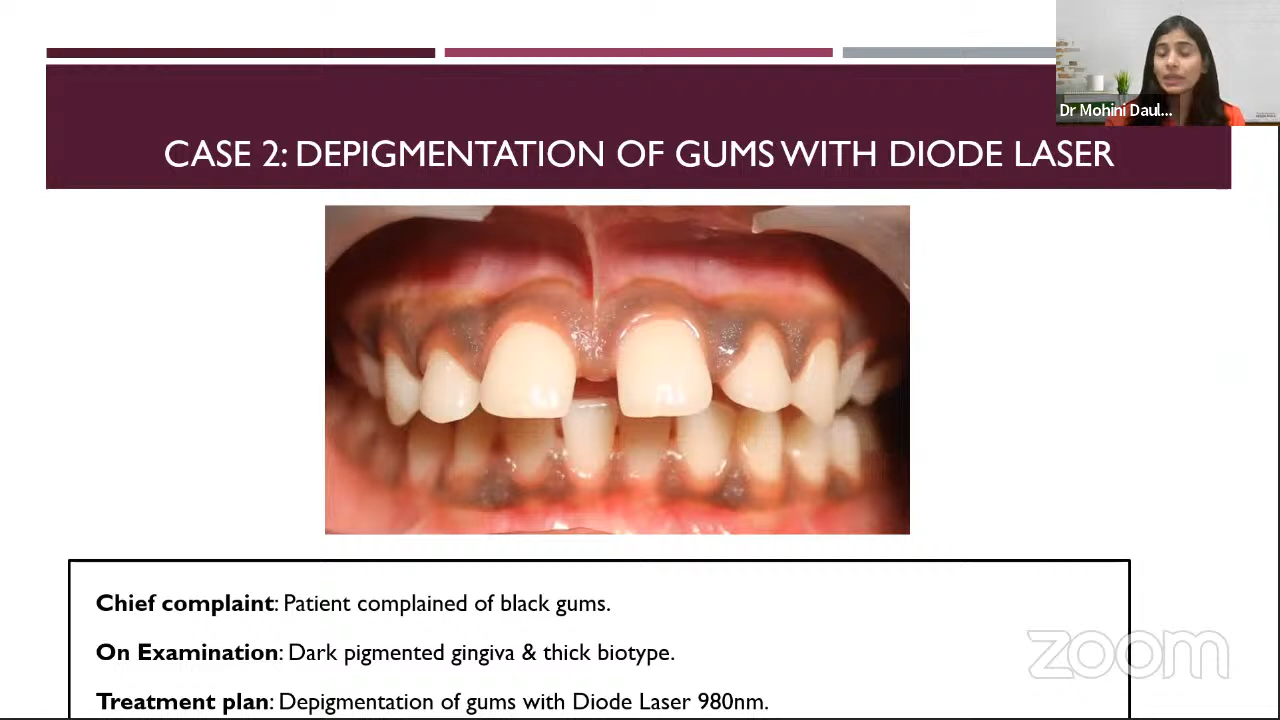 Dr Mohini Daul...
CASE 2: DEPIGMENTATION OF GUMS WITH DIODE LASER
Chief complaint: Patient complained of black gums.
On Examination: Dark pigmented gingiva & thick biotype.
zoom
Treatment plan: Depigmentation of gums with Diode Laser 980nm.